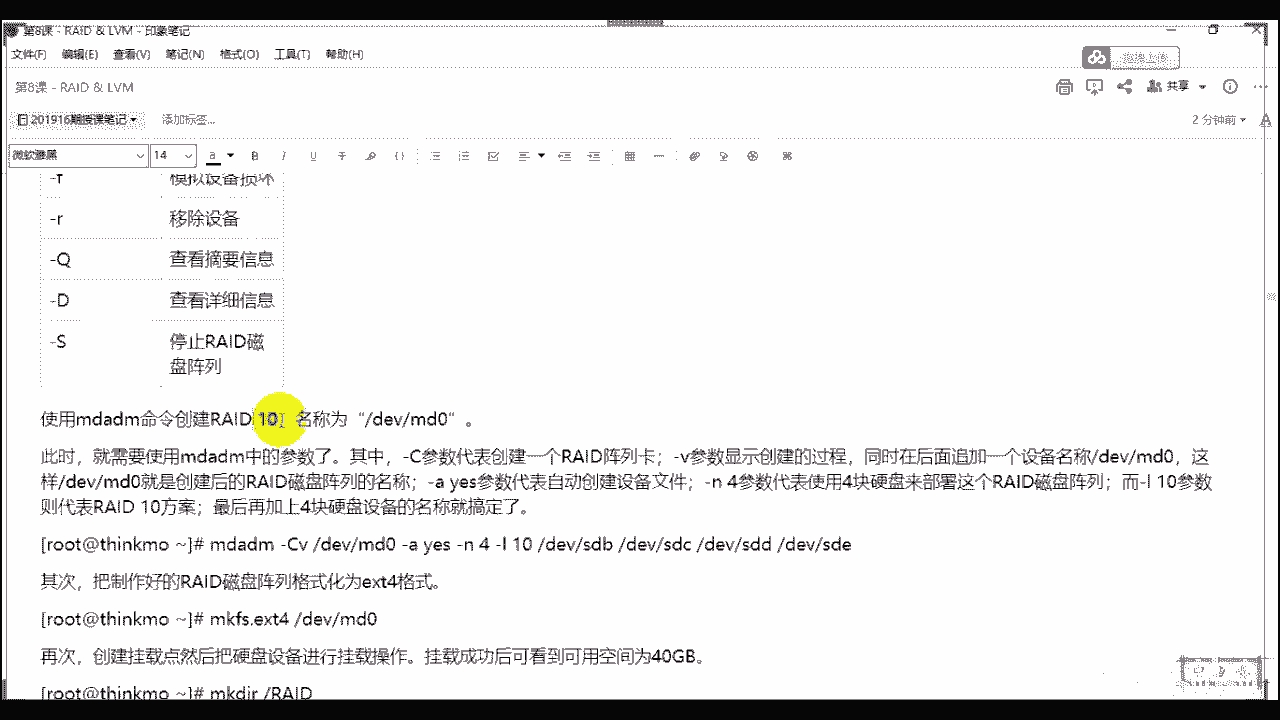 第8课 - RAID & LVM - 印象笔记
文件(F) 编辑(E) 查看(V) 笔记(N) 格式(O) 工具(T) 帮助(H)
第8课 - RAID & LVM
共享
201916期授课笔记
添加标签...
2 分钟前
微软雅黑 14
模拟设备损坏
-r 移除设备
-Q 查看摘要信息
-D 查看详细信息
-S 停止RAID磁
盘阵列
使用mdadm命令创建RAID 10，名称为“/dev/md0”。
此时，就需要使用mdadm中的参数了。其中，-C参数代表创建一个RAID阵列卡；-v参数显示创建的过程，同时在后面追加一个设备名称/dev/md0，这
样/dev/md0就是创建后的RAID磁盘阵列的名称；-a yes参数代表自动创建设备文件；-n 4参数代表使用4块硬盘来部署这个RAID磁盘阵列；而-l 10参数
则代表RAID 10方案；最后再加上4块硬盘设备的名称就搞定了。
[root@thinkmo ~]# mdadm -Cv /dev/md0 -a yes -n 4 -l 10 /dev/sdb /dev/sdc /dev/sdd /dev/sde
其次，把制作好的RAID磁盘阵列格式化为ext4格式。
[root@thinkmo ~]# mkfs.ext4 /dev/md0
再次，创建挂载点然后把硬盘设备进行挂载操作。挂载成功后可看到可用空间为40GB。
[root@thinkmo ~]# mkdir /RAID